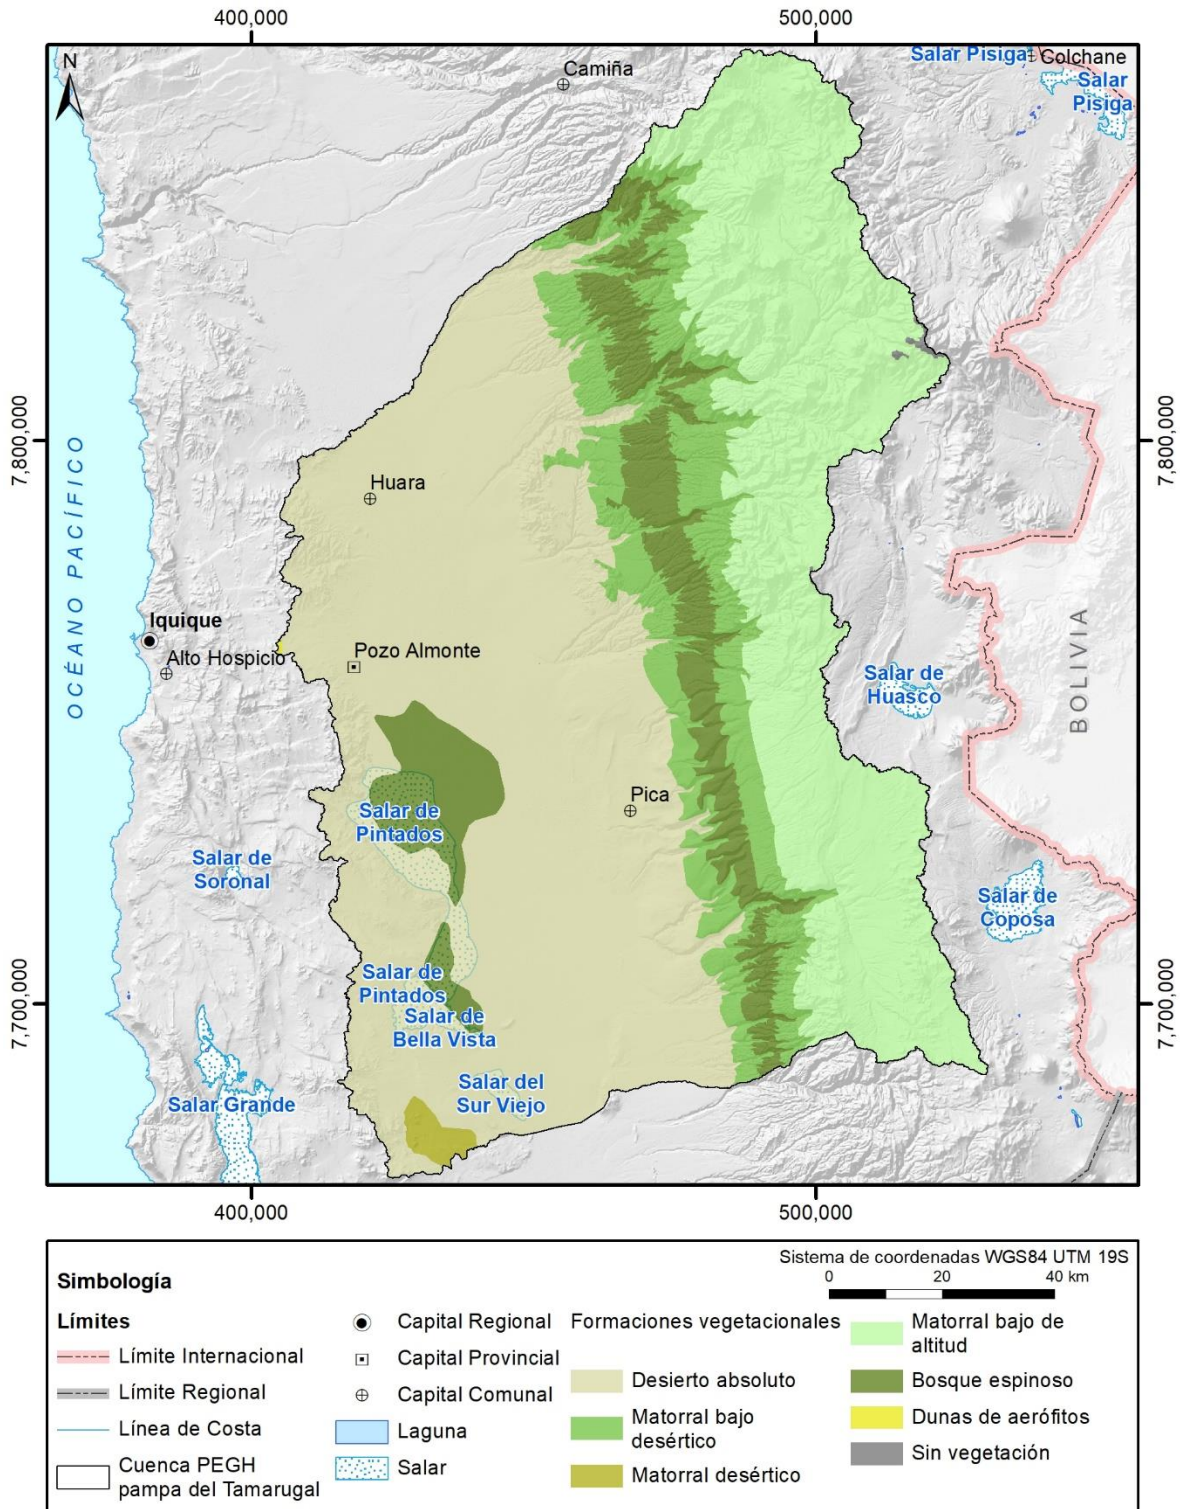 400,000
500,000
N
Camiña
Salar Pisiga
Colchane
Salar
Pisiga
7,800,000
7,800,000
OCÉANO PACÍFICO
Huara
Iquique
Alto Hospicio
Pozo Almonte
Salar de
Huasco
BOLIVIA
Pica
Salar de
Pintados
Salar de
Soronal
Salar de
Coposa
Salar de
Pintados
7,700,000
7,700,000
Salar de
Bella Vista
Salar del
Sur Viejo
Salar Grande
400,000
500,000
Sistema de coordenadas WGS84 UTM 19S
0 20 40 km
Simbología
Límites
Límite Internacional
Límite Regional
Línea de Costa
Cuenca PEGH
pampa del Tamarugal
Capital Regional
Capital Provincial
Capital Comunal
Laguna
Salar
Formaciones vegetacionales
Desierto absoluto
Matorral bajo
desértico
Matorral desértico
Matorral bajo de
altitud
Bosque espinoso
Dunas de aerófitos
Sin vegetación